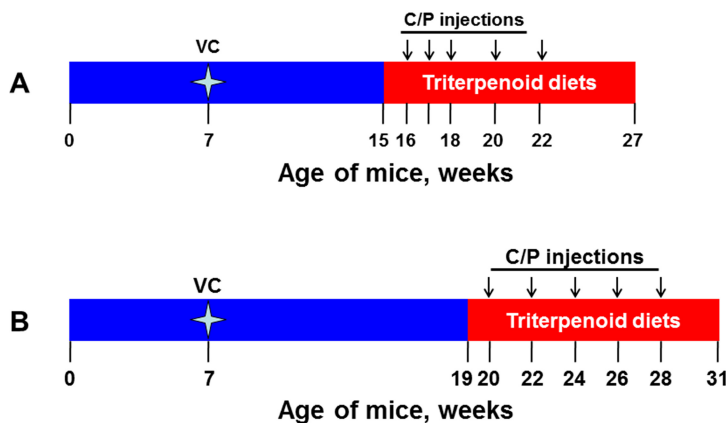 C/P injections
VC
A
Triterpenoid diets
0 7 15 16 18 20 22 27
Age of mice, weeks
C/P injections
VC
B
Triterpenoid diets
0 7 19 20 22 24 26 28 31
Age of mice, weeks